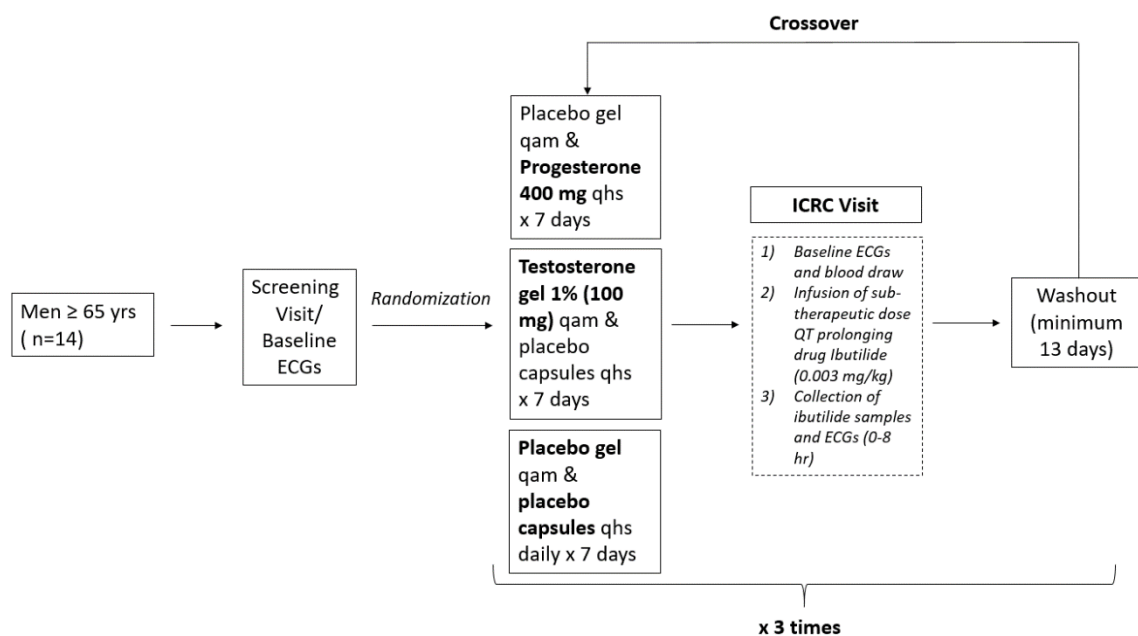 Crossover
Placebo gel
qam &
Progesterone
400 mg qhs
x 7 days
ICRC Visit
Men ≥ 65 yrs
( n=14)
Screening
Visit/
Baseline
ECGs
Randomization
Testosterone
gel 1% (100
mg) qam &
placebo
capsules qhs
x 7 days
1) Baseline ECGs
and blood draw
2) Infusion of sub-
therapeutic dose
QT prolonging
drug Ibutilide
(0.003 mg/kg)
3) Collection of
ibutilide samples
and ECGs (0-8
hr)
Washout
(minimum
13 days)
Placebo gel
qam &
placebo
capsules qhs
daily x 7 days
x 3 times